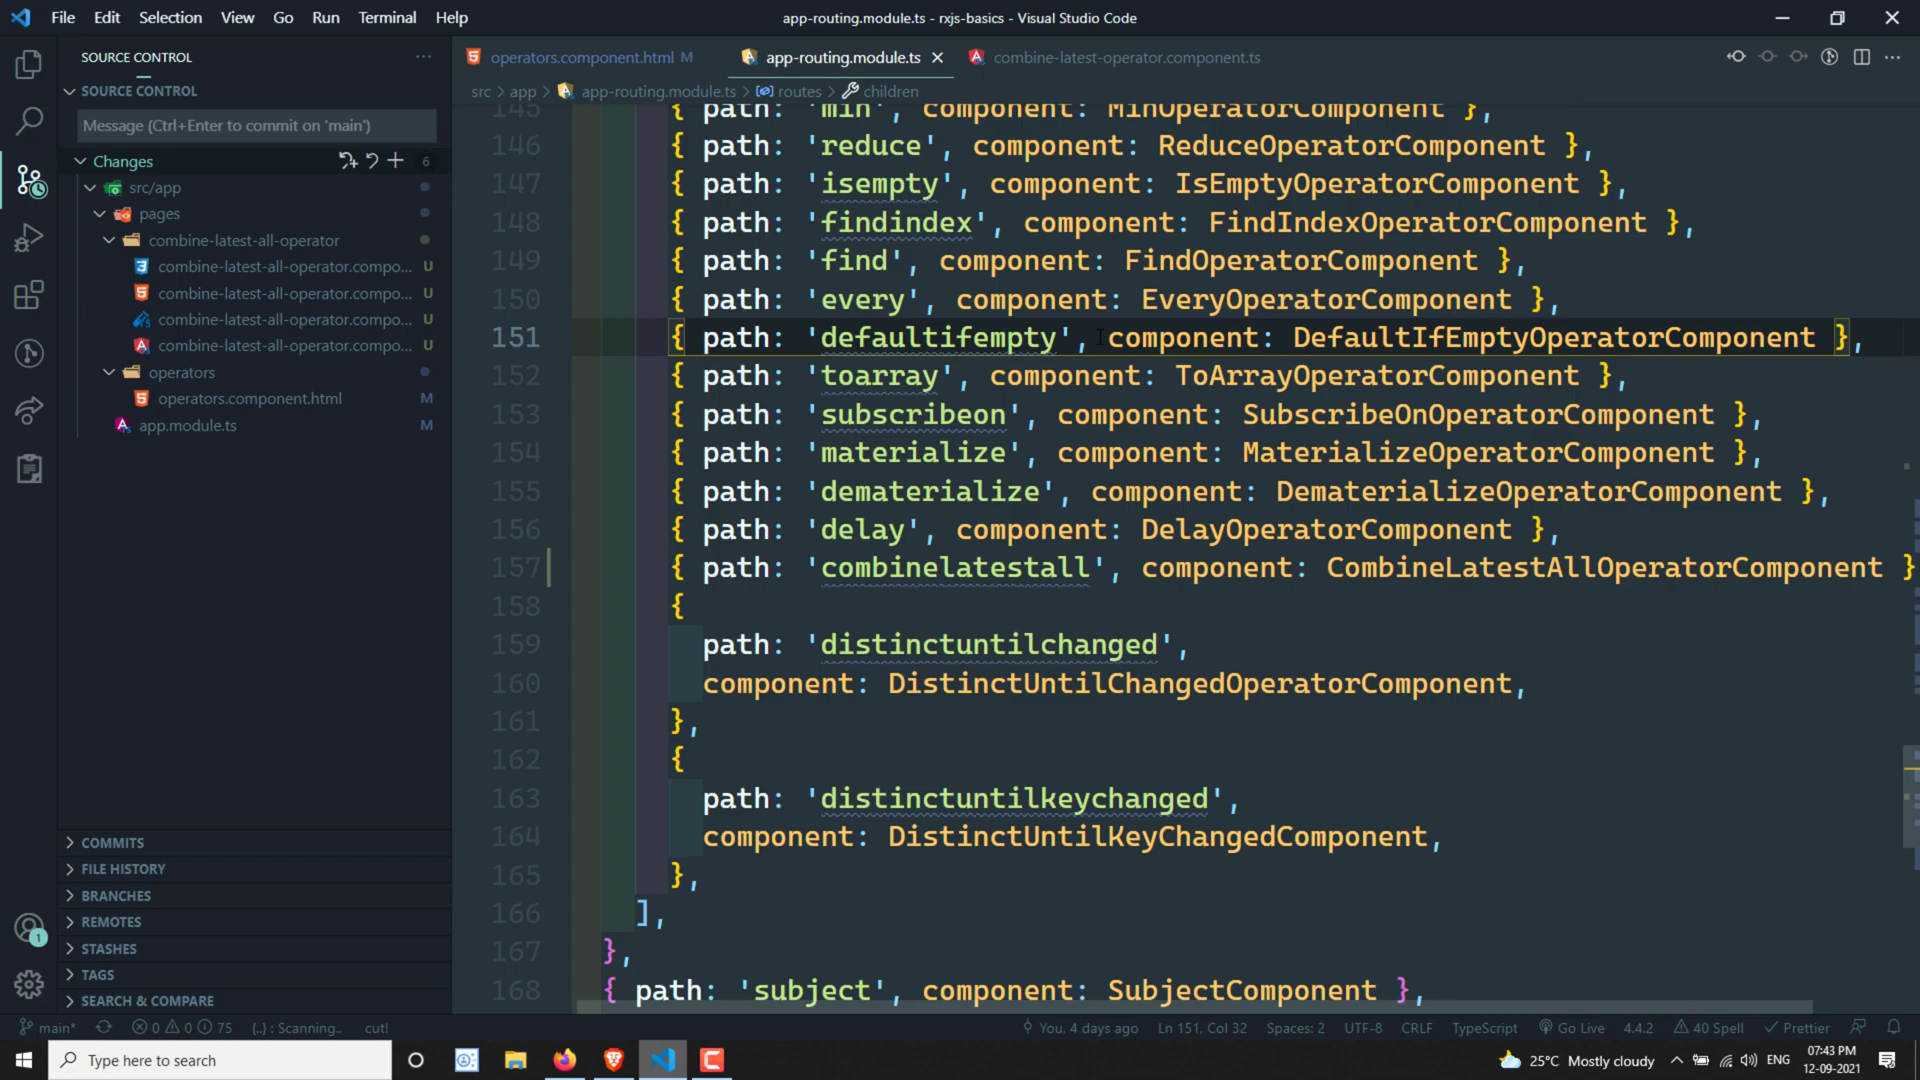 File Edit Selection View Go Run Terminal Help
app-routing.module.ts - rxjs-basics - Visual Studio Code
SOURCE CONTROL
operators.component.html M
app-routing.module.ts
combine-latest-operator.component.ts
SOURCE CONTROL
src > app > app-routing.module.ts > routes > children
Message (Ctrl+Enter to commit on 'main')
Changes 6
src/app
pages
combine-latest-all-operator
combine-latest-all-operator.compo... U
combine-latest-all-operator.compo... U
combine-latest-all-operator.compo... U
combine-latest-all-operator.compo... U
operators
operators.component.html M
app.module.ts M
COMMITS
FILE HISTORY
BRANCHES
REMOTES
STASHES
TAGS
SEARCH & COMPARE
145 { path: 'min', component: MinOperatorComponent },
146 { path: 'reduce', component: ReduceOperatorComponent },
147 { path: 'isempty', component: IsEmptyOperatorComponent },
148 { path: 'findindex', component: FindIndexOperatorComponent },
149 { path: 'find', component: FindOperatorComponent },
150 { path: 'every', component: EveryOperatorComponent },
151 { path: 'defaultifempty', component: DefaultIfEmptyOperatorComponent },
152 { path: 'toarray', component: ToArrayOperatorComponent },
153 { path: 'subscribeon', component: SubscribeOnOperatorComponent },
154 { path: 'materialize', component: MaterializeOperatorComponent },
155 { path: 'dematerialize', component: DematerializeOperatorComponent },
156 { path: 'delay', component: DelayOperatorComponent },
157 { path: 'combinelatestall', component: CombineLatestAllOperatorComponent }
158 {
159 path: 'distinctuntilchanged',
160 component: DistinctUntilChangedOperatorComponent,
161 },
162 {
163 path: 'distinctuntilkeychanged',
164 component: DistinctUntilKeyChangedComponent,
165 },
166 ],
167 },
168 { path: 'subject', component: SubjectComponent },
main* 0 0 75 {..} : Scanning.. cut! You, 4 days ago Ln 151, Col 32 Spaces: 2 UTF-8 CRLF TypeScript Go Live 4.4.2 40 Spell Prettier
1
Type here to search
25°C Mostly cloudy ENG
07:43 PM
12-09-2021